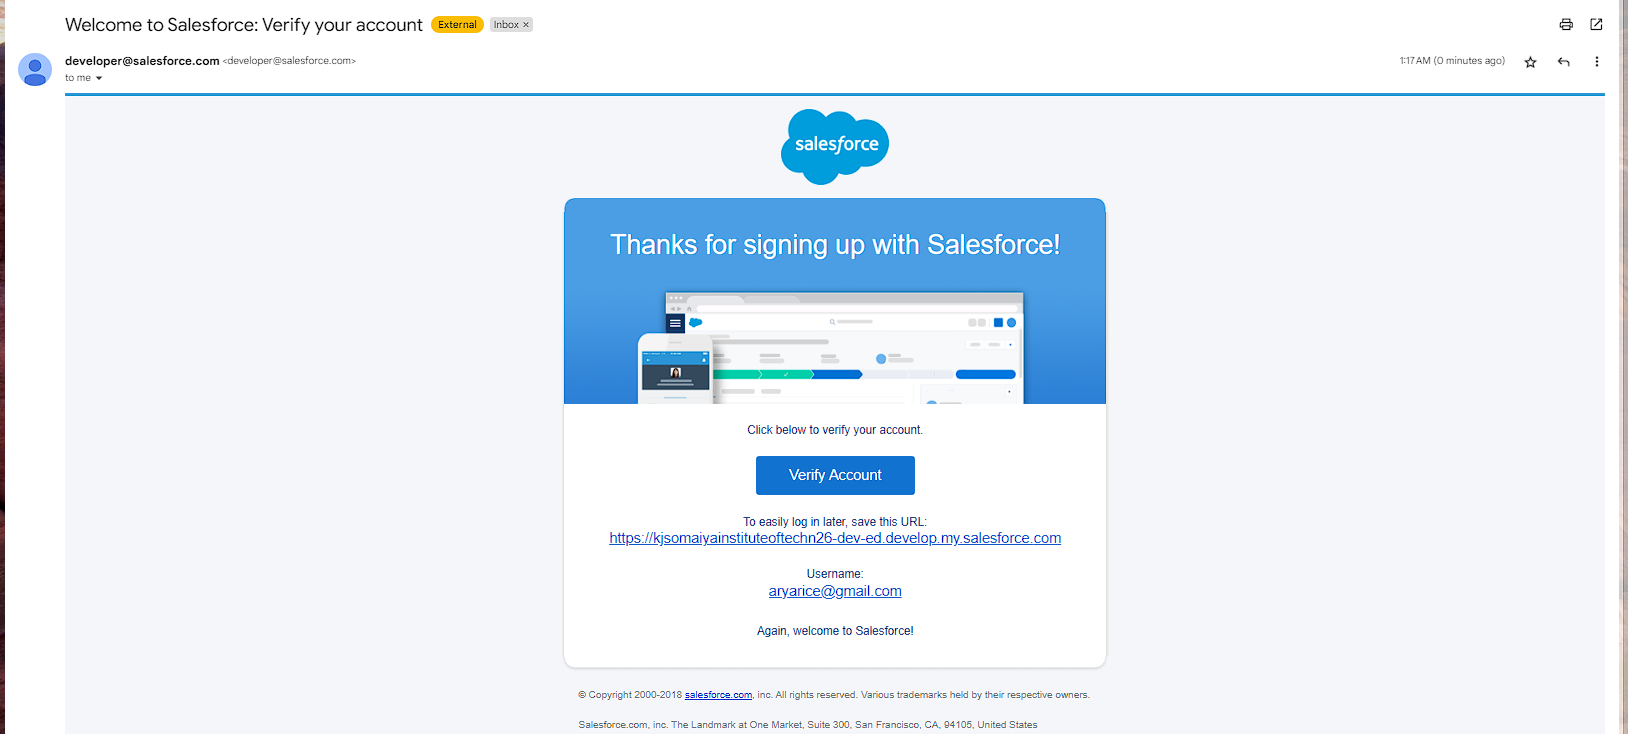 Welcome to Salesforce: Verify your account External Inbox ×
developer@salesforce.com <developer@salesforce.com> 1:17 AM (0 minutes ago)
to me
salesforce
Thanks for signing up with Salesforce!
Click below to verify your account.
Verify Account
To easily log in later, save this URL:
https://kjsomaiyainstituteoftechn26-dev-ed.develop.my.salesforce.com
Username:
aryarice@gmail.com
Again, welcome to Salesforce!
© Copyright 2000-2018 salesforce.com, inc. All rights reserved. Various trademarks held by their respective owners.
Salesforce.com, inc. The Landmark at One Market, Suite 300, San Francisco, CA, 94105, United States